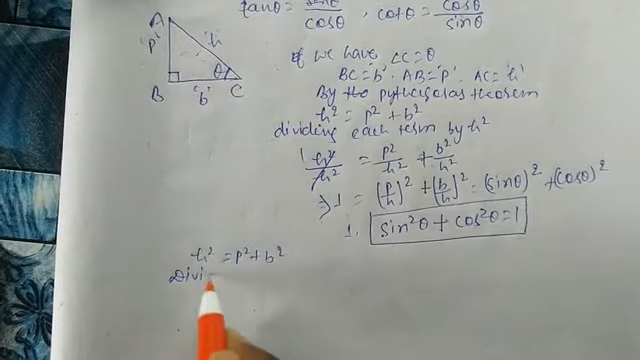 tanθ = sinθ/cosθ , cotθ = cosθ/sinθ
A
'p' 'h'
θ
B 'b' C
If we have ∠C = θ
BC = 'b' . AB = 'p' . AC = 'h'
By the pythagoras theorem
h² = p² + b²
dividing each term by h²
1 h²/h² = p²/h² + b²/h²
⇒ 1 = (p/h)² + (b/h)² = (sinθ)² + (cosθ)²
1. sin²θ + cos²θ = 1
h² = p² + b²
Divi